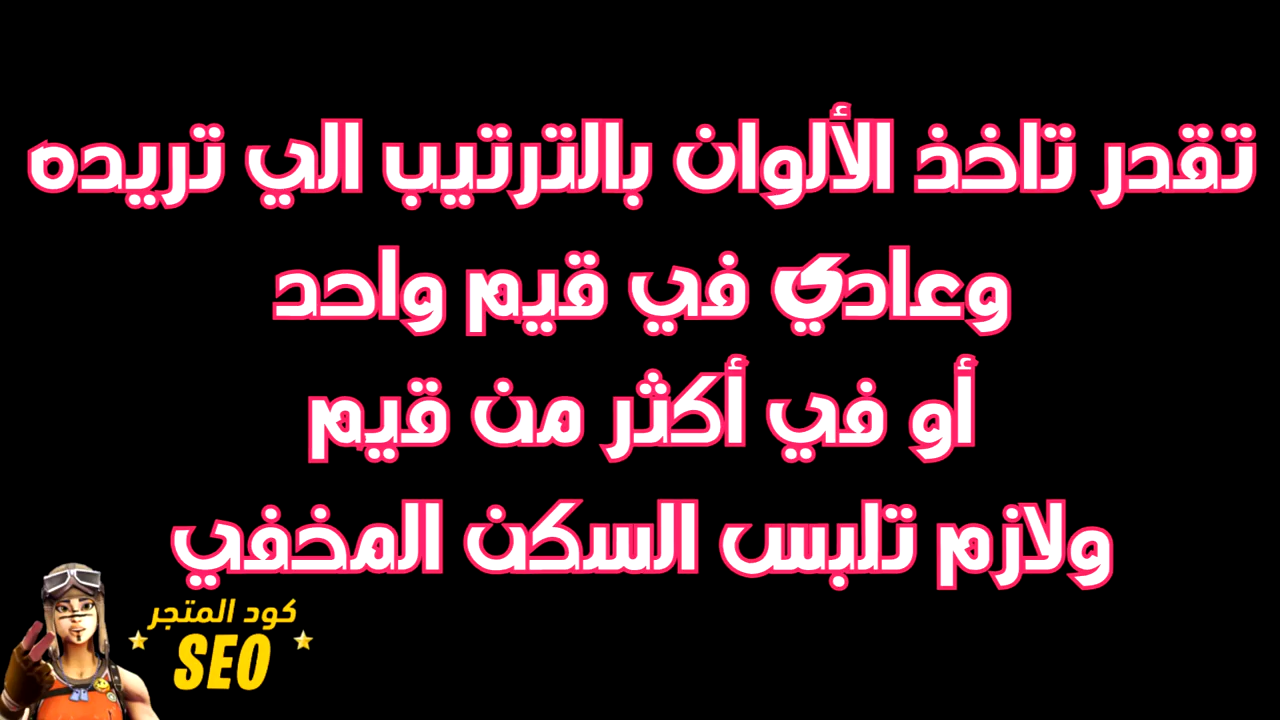 تقدر تاخذ الألوان بالترتيب الي تريده
وعادي في قيم واحد
أو في أكثر من قيم
ولازم تلبس السكن المخفي
كود المتجر
SEO